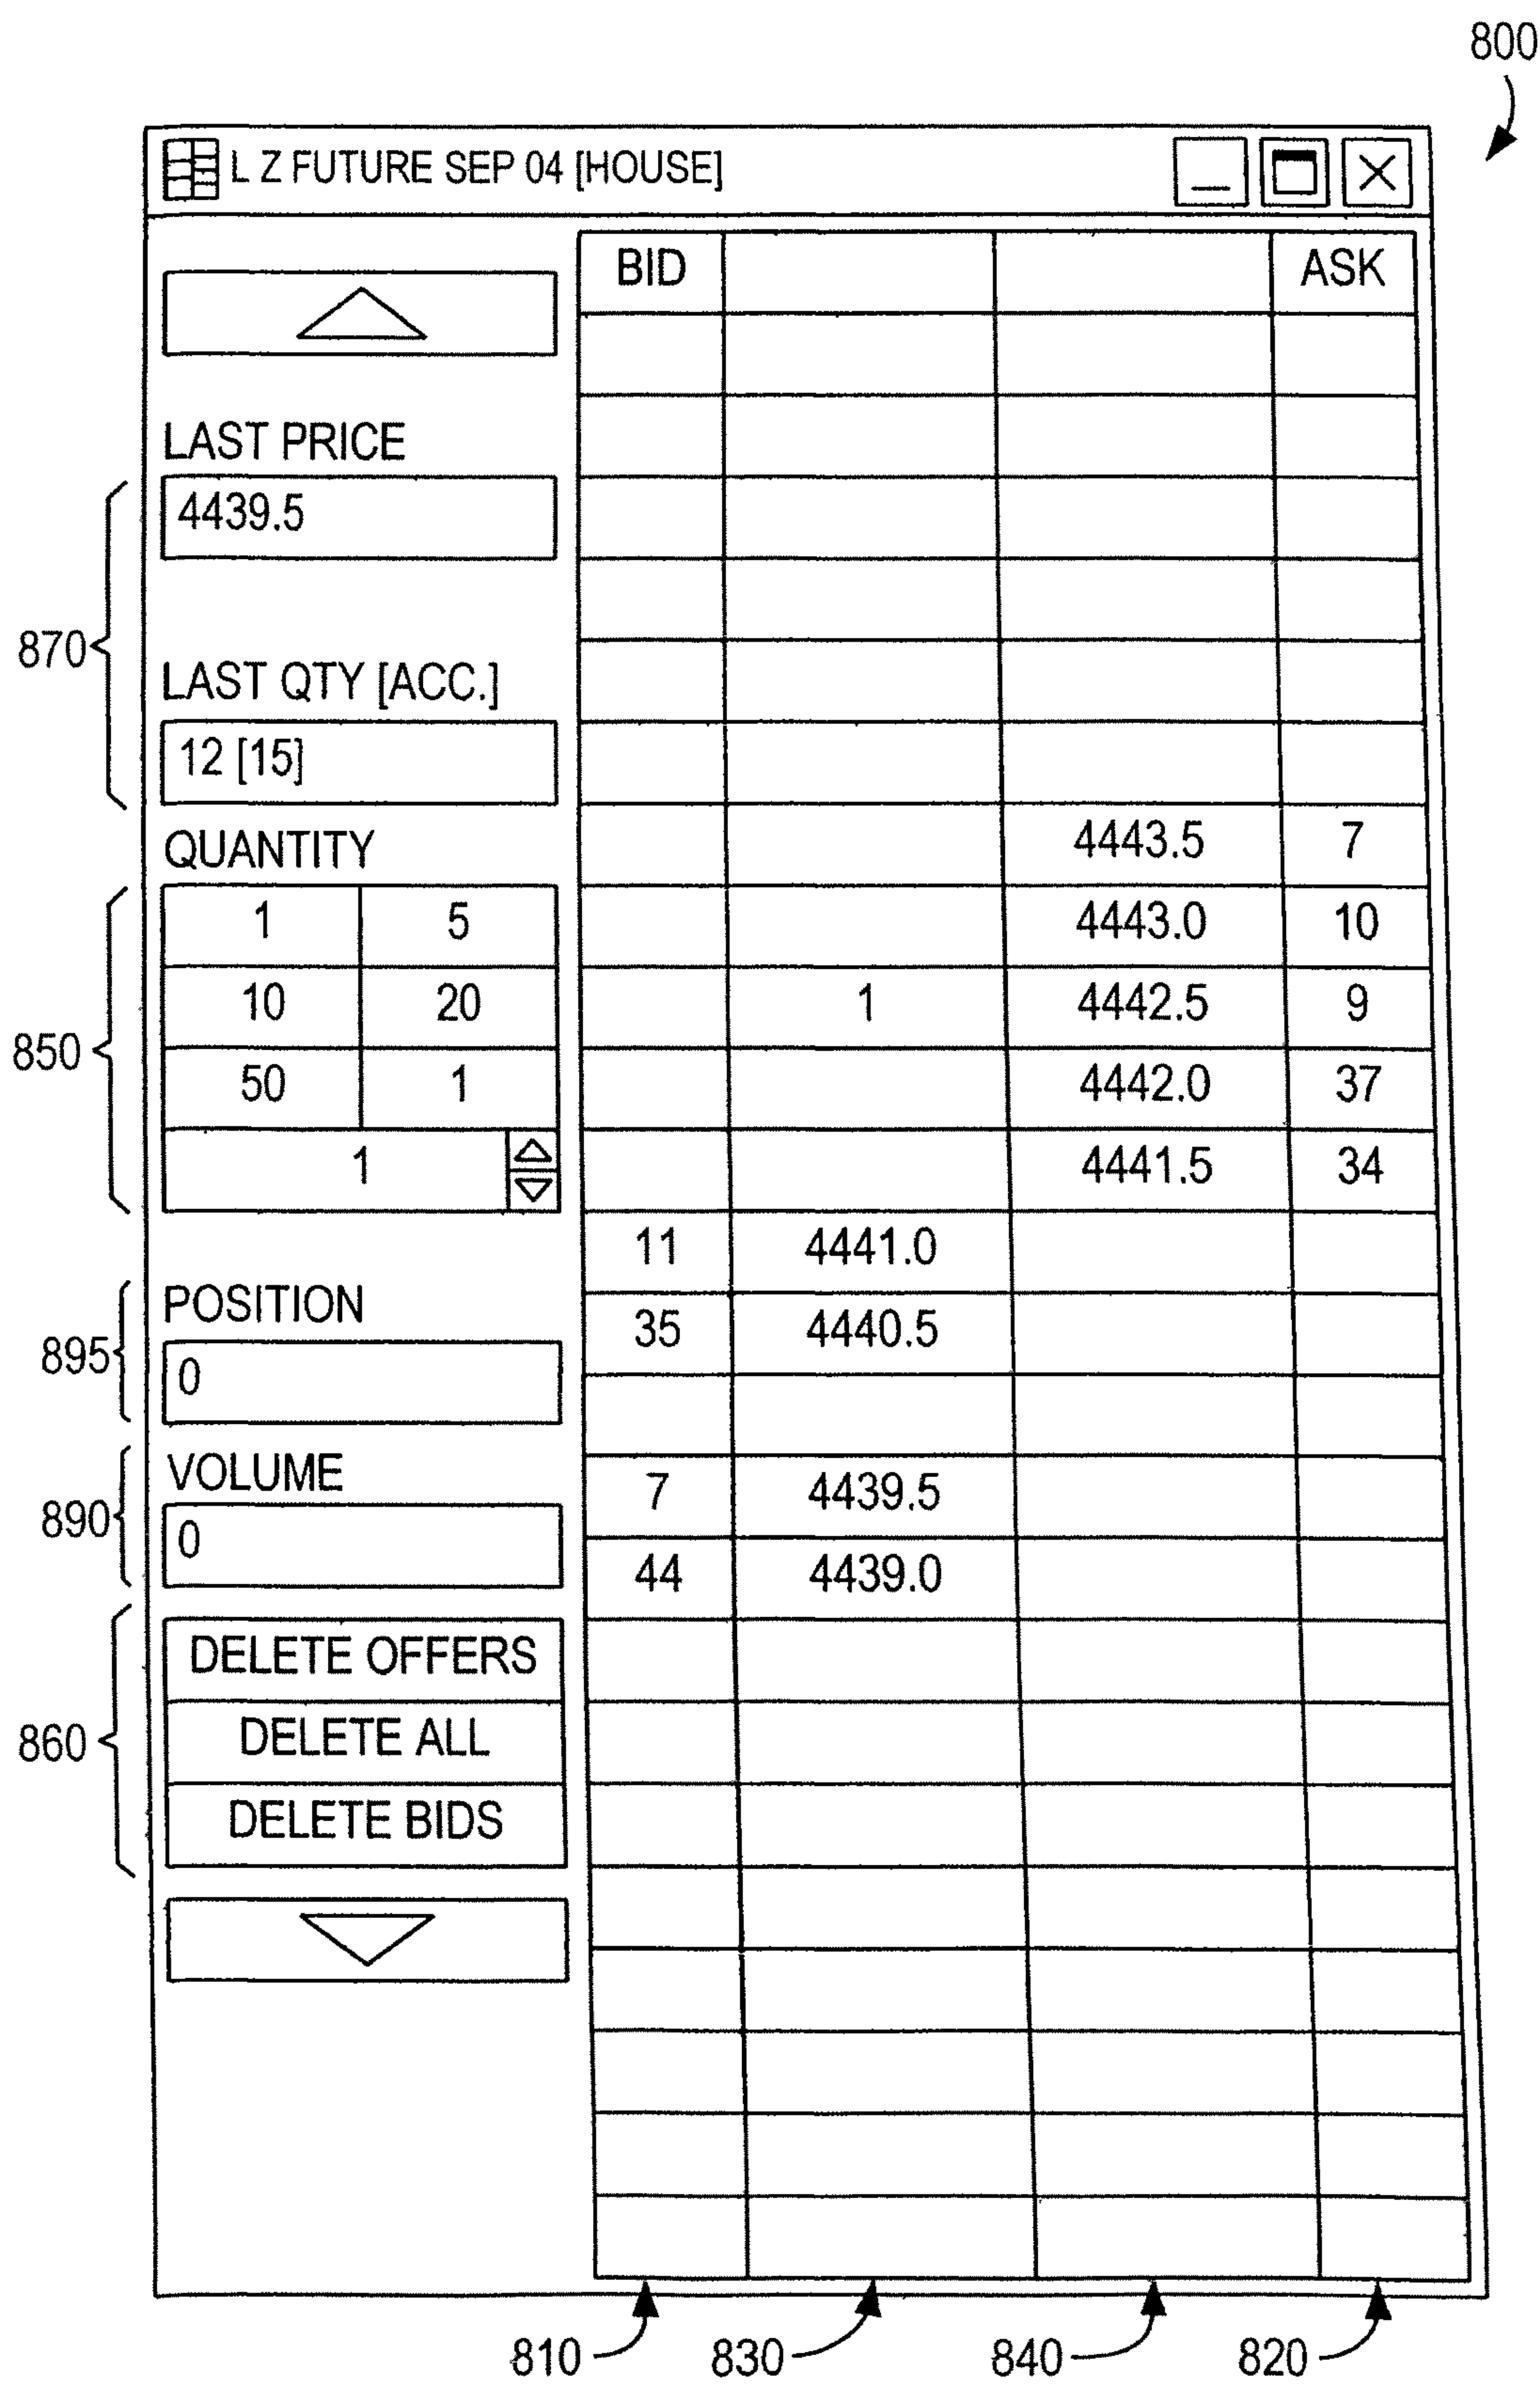 800
L Z FUTURE SEP 04 [HOUSE]
BID ASK
LAST PRICE
4439.5
870
LAST QTY [ACC.]
12 [15]
QUANTITY
1 5
10 20
50 1
1
850
POSITION
0
895
VOLUME
0
890
DELETE OFFERS
DELETE ALL
DELETE BIDS
860
4443.5 7
4443.0 10
1 4442.5 9
4442.0 37
4441.5 34
11 4441.0
35 4440.5
7 4439.5
44 4439.0
810 830 840 820